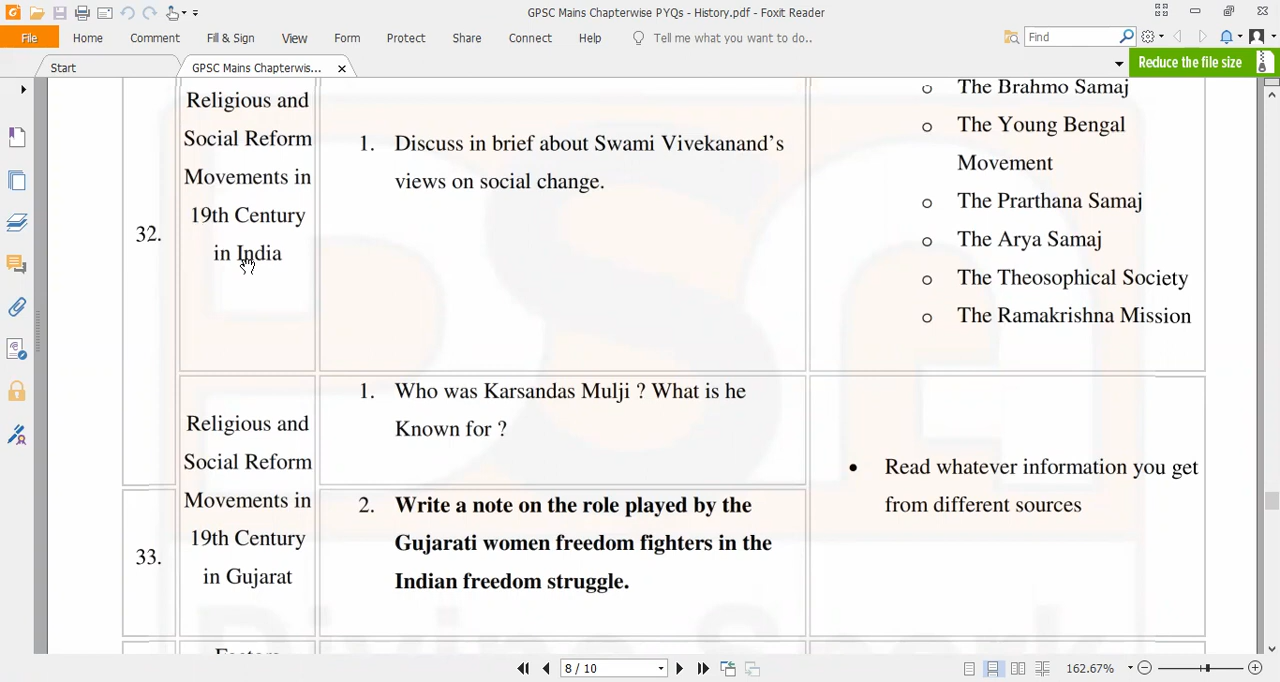 GPSC Mains Chapterwise PYQs - History.pdf - Foxit Reader
File Home Comment Fill & Sign View Form Protect Share Connect Help Tell me what you want to do.. Find
Start GPSC Mains Chapterwis... Reduce the file size
32.
Religious and
Social Reform
Movements in
19th Century
in India
1. Discuss in brief about Swami Vivekanand's
views on social change.
o The Brahmo Samaj
o The Young Bengal
Movement
o The Prarthana Samaj
o The Arya Samaj
o The Theosophical Society
o The Ramakrishna Mission
33.
Religious and
Social Reform
Movements in
19th Century
in Gujarat
1. Who was Karsandas Mulji ? What is he
Known for ?
2. Write a note on the role played by the
Gujarati women freedom fighters in the
Indian freedom struggle.
• Read whatever information you get
from different sources
8 / 10 162.67%